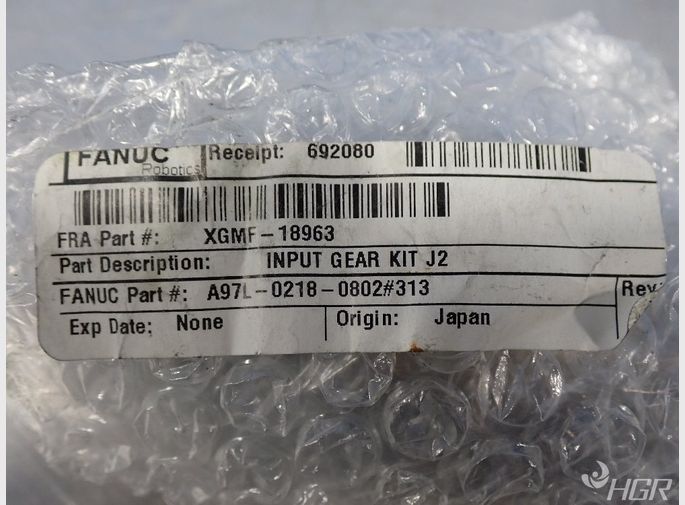 FANUC Robotics Receipt: 692080
FRA Part #: XGMF-18963
Part Description: INPUT GEAR KIT J2
FANUC Part #: A97L-0218-0802#313 Rev
Exp Date: None Origin: Japan
HGR